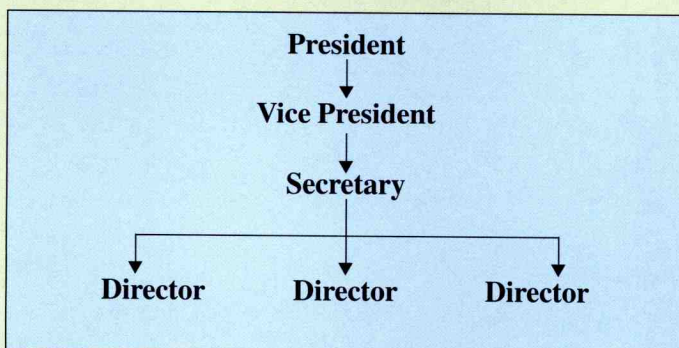 President
Vice President
Secretary
Director Director Director